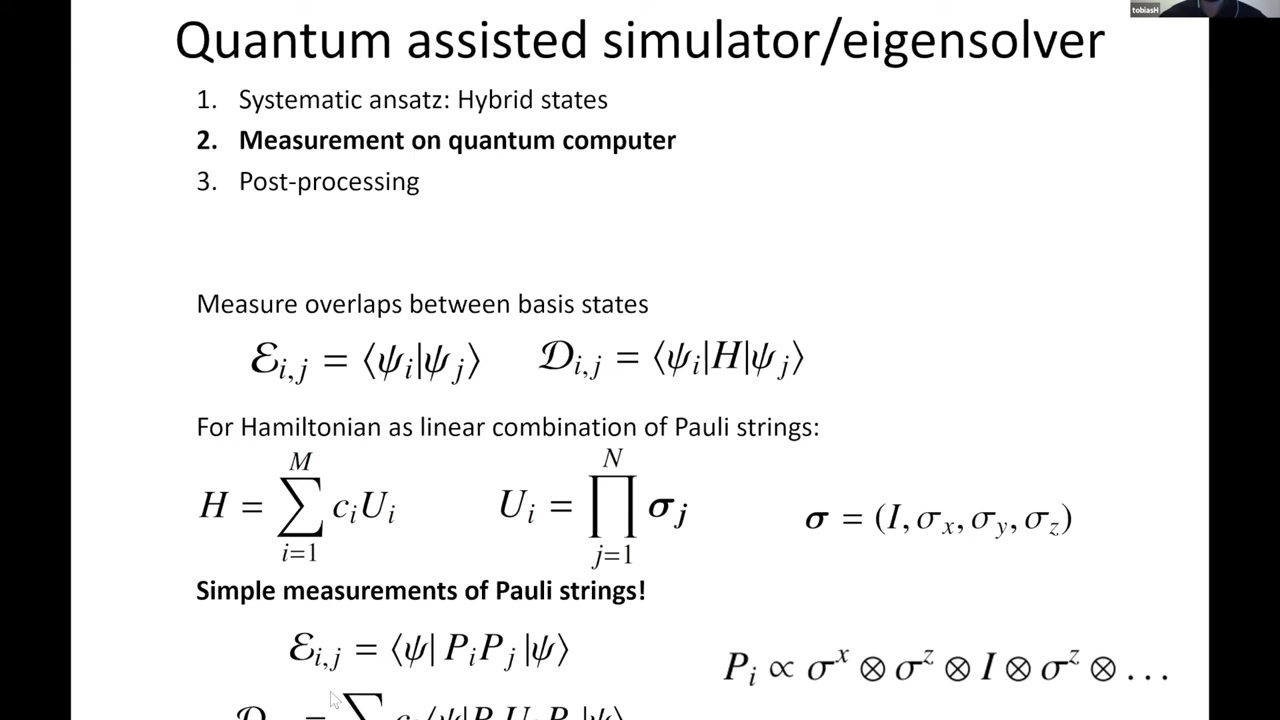 tobiasH
Quantum assisted simulator/eigensolver
1. Systematic ansatz: Hybrid states
2. Measurement on quantum computer
3. Post-processing
Measure overlaps between basis states
ℰ_{i,j} = ⟨ψ_i|ψ_j⟩ 𝒟_{i,j} = ⟨ψ_i|H|ψ_j⟩
For Hamiltonian as linear combination of Pauli strings:
H = ∑_{i=1}^{M} c_i U_i U_i = ∏_{j=1}^{N} σ_j σ = (I, σ_x, σ_y, σ_z)
Simple measurements of Pauli strings!
ℰ_{i,j} = ⟨ψ| P_i P_j |ψ⟩
P_i ∝ σ^x ⊗ σ^z ⊗ I ⊗ σ^z ⊗ …